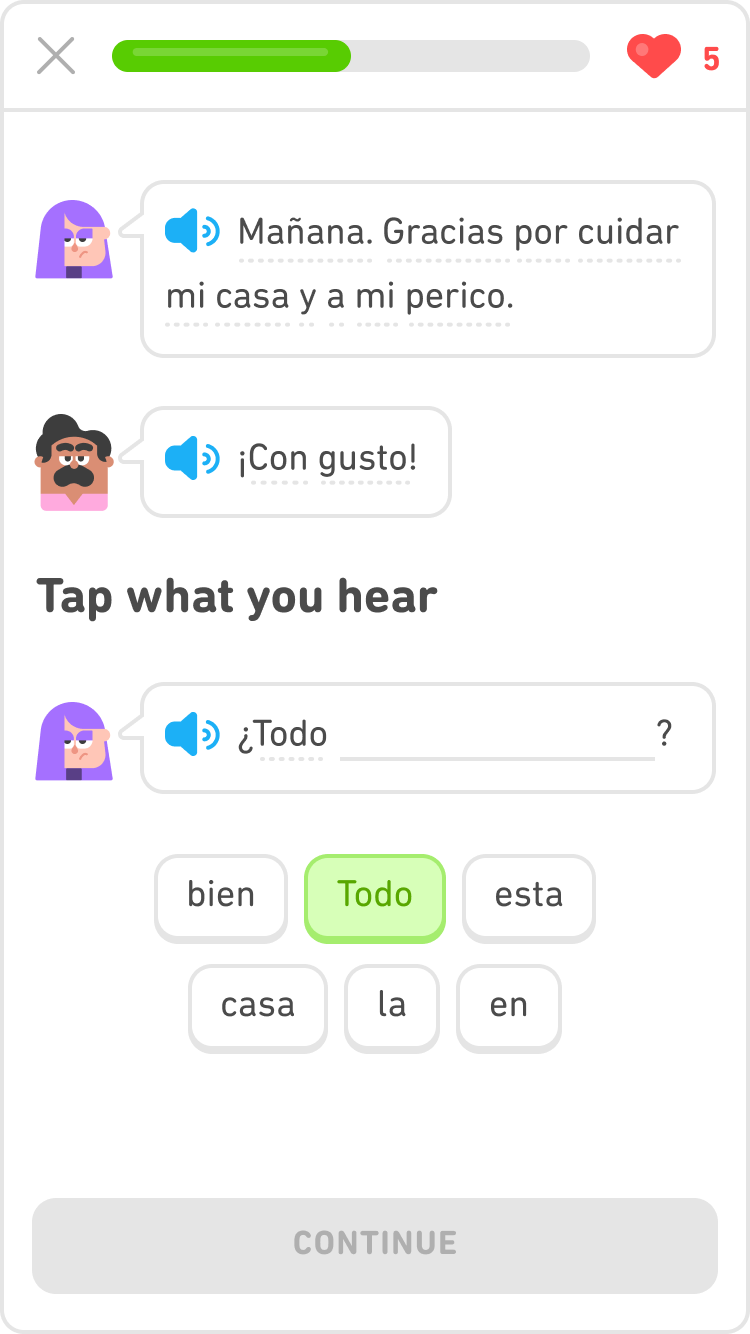 5
Mañana. Gracias por cuidar
mi casa y a mi perico.
¡Con gusto!
Tap what you hear
¿Todo ?
bien Todo esta
casa la en
CONTINUE